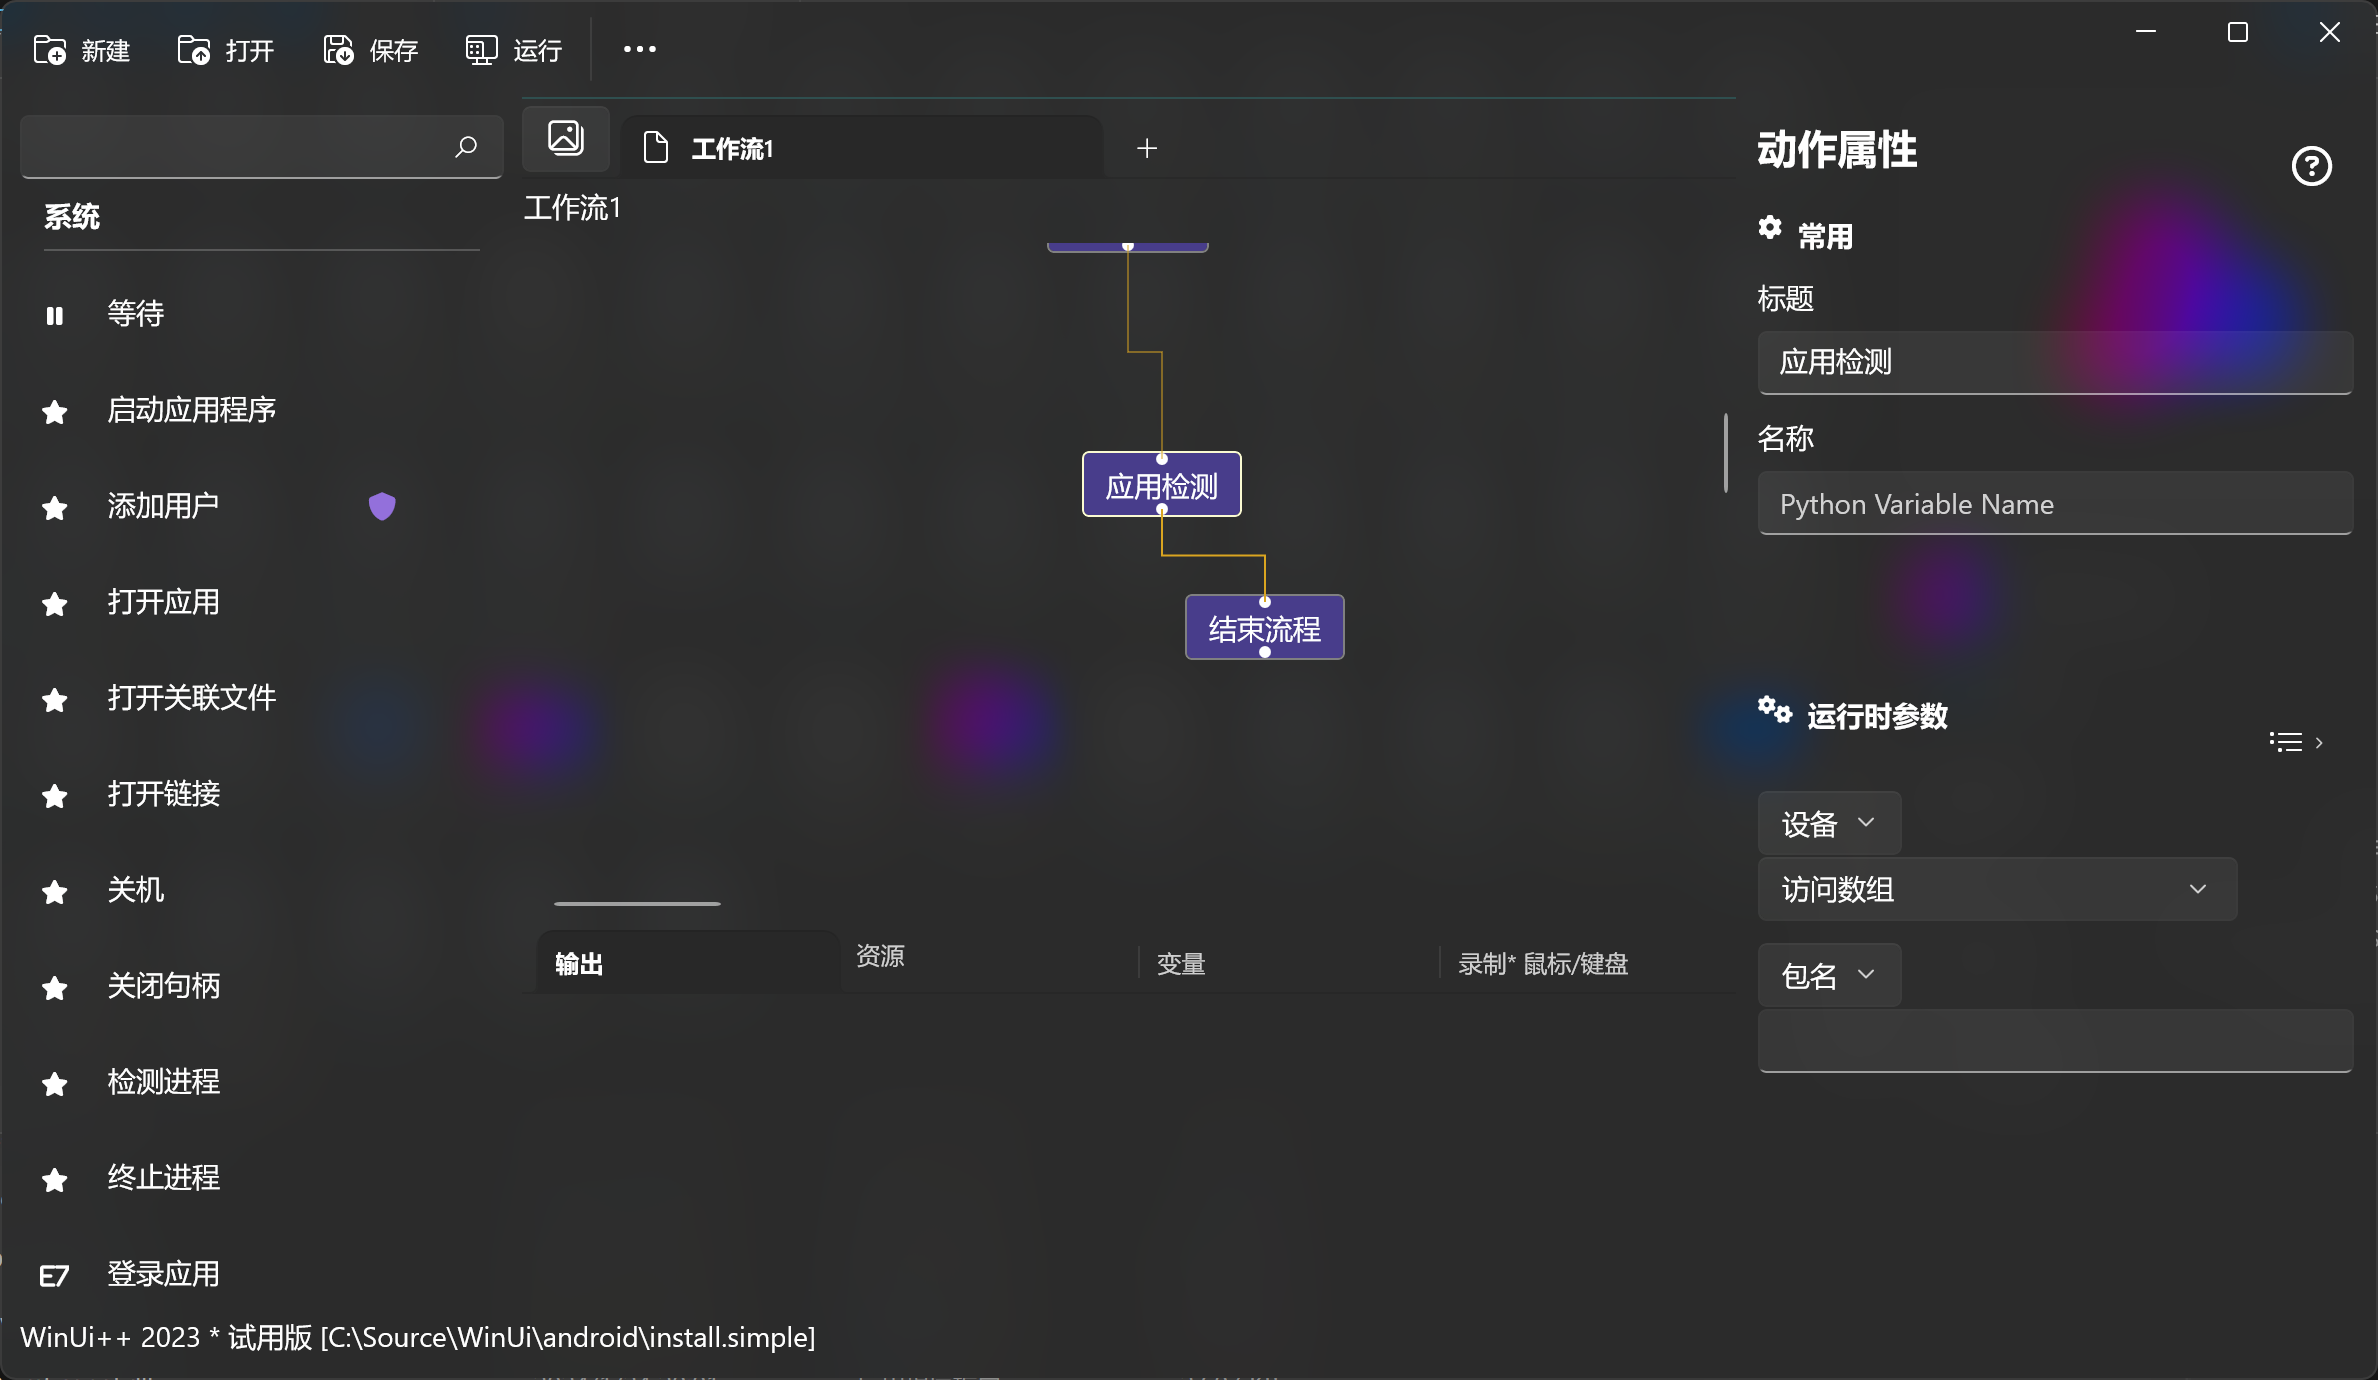 新建
打开
保存
运行
工作流1
工作流1
系统
等待
启动应用程序
添加用户
打开应用
打开关联文件
打开链接
关机
关闭句柄
检测进程
终止进程
E7 登录应用
应用检测
结束流程
输出
资源
变量
录制* 鼠标/键盘
动作属性
常用
标题
应用检测
名称
Python Variable Name
运行时参数
设备
访问数组
包名
WinUi++ 2023 * 试用版 [C:\Source\WinUi\android\install.simple]